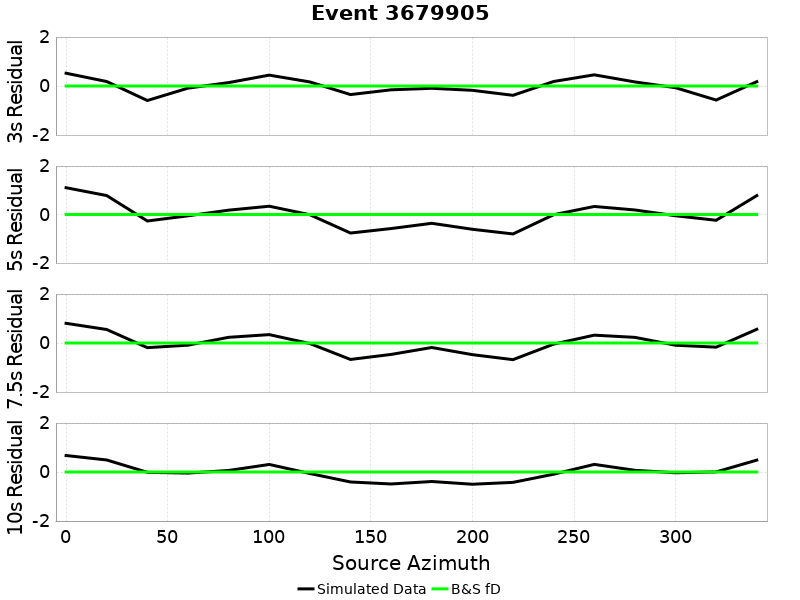 Event 3679905
3s Residual
2
0
-2
5s Residual
2
0
-2
7.5s Residual
2
0
-2
10s Residual
2
0
-2
0 50 100 150 200 250 300
Source Azimuth
Simulated Data B&S fD